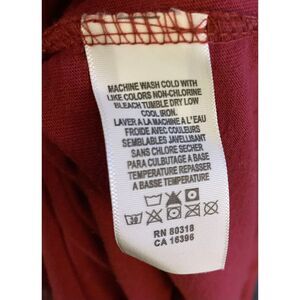 MACHINE WASH COLD WITH
LIKE COLORS NON-CHLORINE
BLEACH TUMBLE DRY LOW
COOL IRON.
LAVER A LA MACHINE A L'EAU
FROIDE AVEC COULEURS
SEMBLABLES JAVELLISANT
SANS CHLORE SECHER
PARA CULBUTAGE A BASE
TEMPERATURE REPASSER
A BASSE TEMPERATURE
30
RN 80318
CA 16396